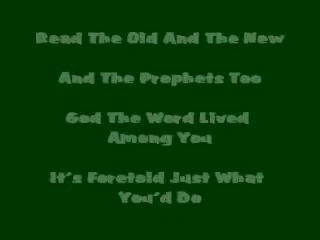 Read The Old And The New
And The Prophets Too
God The Word Lived
Among You
It's Foretold Just What
You'd Do